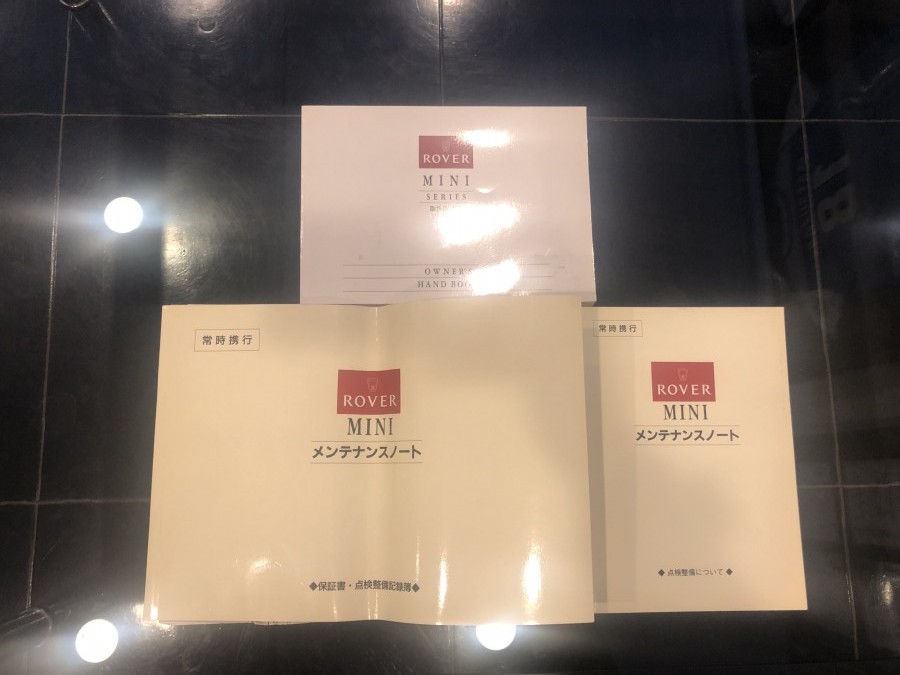 ROVER
MINI
SERIES
OWNER'S
常時携行
ROVER
MINI
メンテナンスノート
◆保証書・点検整備記録簿◆
常時携行
ROVER
MINI
メンテナンスノート
◆ 点検整備について ◆